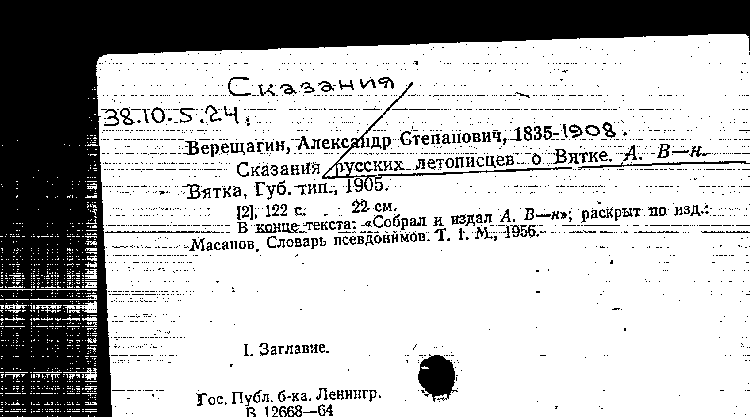 Сказания
38.10.5.24.
Верещагин, Александр Степанович, 1835-1908.
Сказания русских летописцев о Вятке. А. В—н.
Вятка, Губ. тип., 1905.
[2], 122 с. 22 см.
В конце текста: «Собрал и издал А. В—н»; раскрыт по изд.:
Масанов. Словарь псевдонимов. Т. 1. М., 1956.
I. Заглавие.
Гос. Публ. б-ка. Ленингр.
В 12668—64